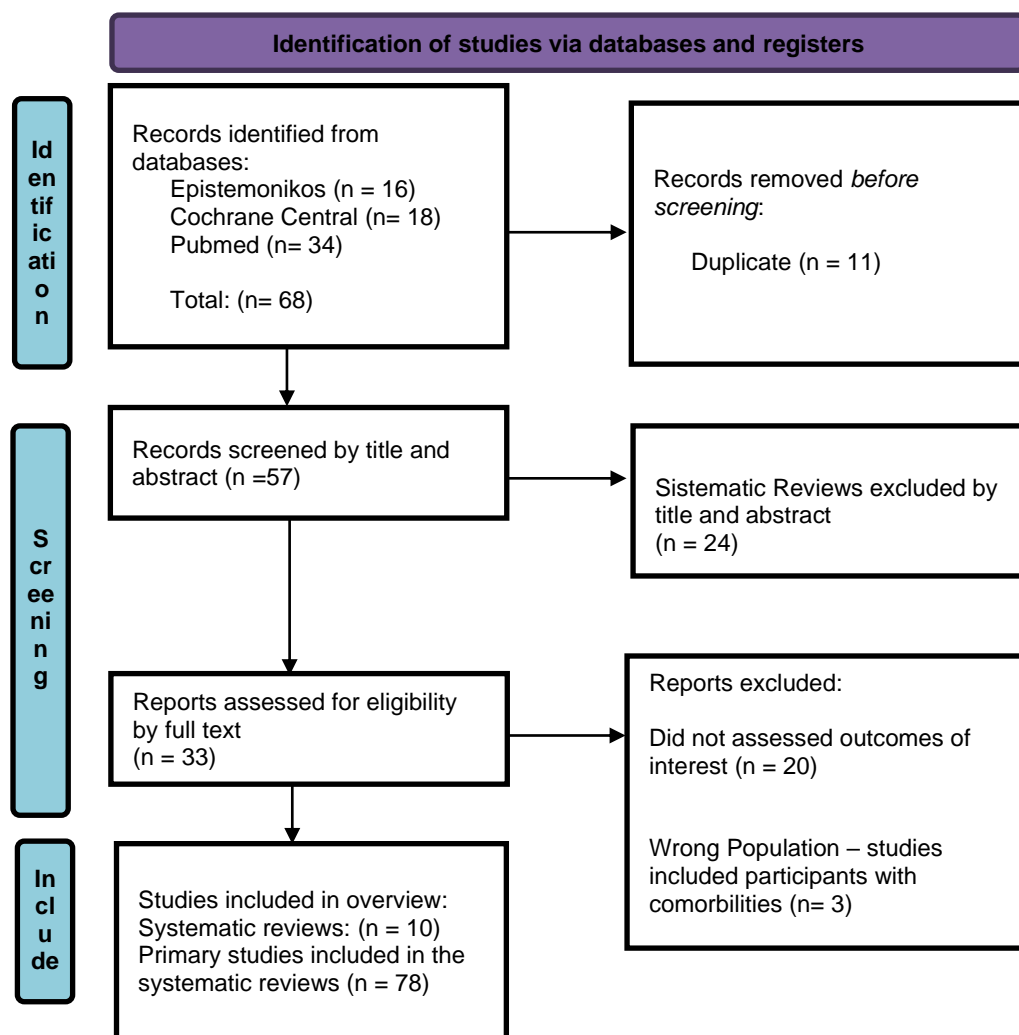 Identification of studies via databases and registers
Id
entif
ic
ati
o
n
Records identified from
databases:
Epistemonikos (n = 16)
Cochrane Central (n= 18)
Pubmed (n= 34)
Total: (n= 68)
Records removed before
screening:
Duplicate (n = 11)
S
cr
ee
ni
n
g
Records screened by title and
abstract (n =57)
Sistematic Reviews excluded by
title and abstract
(n = 24)
Reports assessed for eligibility
by full text
(n = 33)
Reports excluded:
Did not assessed outcomes of
interest (n = 20)
Wrong Population – studies
included participants with
comorbilities (n= 3)
In
cl
u
de
Studies included in overview:
Systematic reviews: (n = 10)
Primary studies included in the
systematic reviews (n = 78)